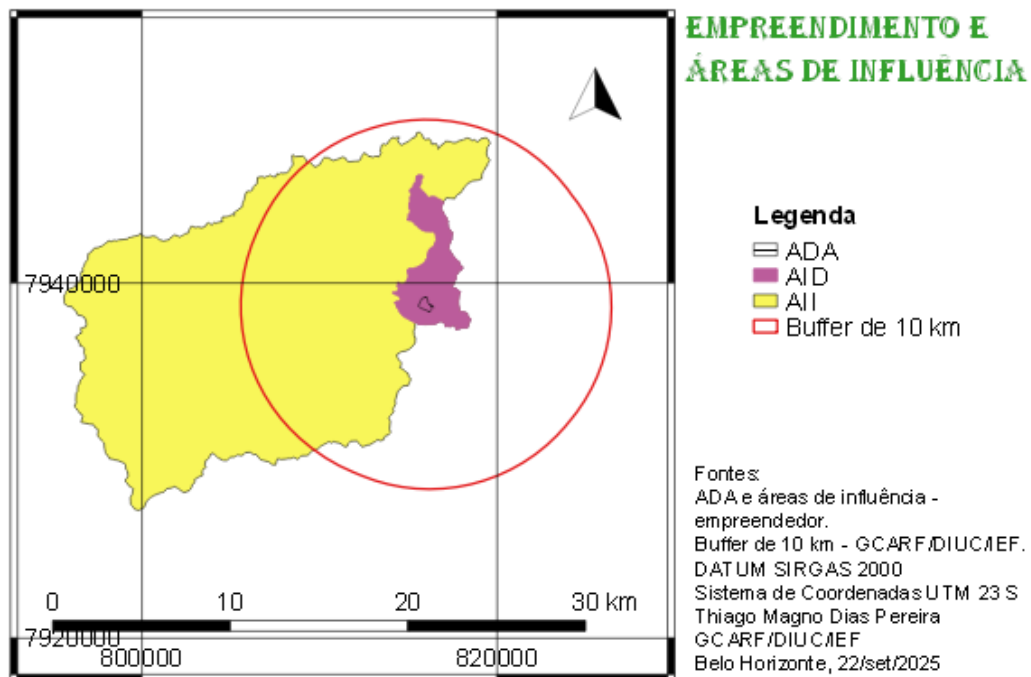 EMPREENDIMENTO E
ÁREAS DE INFLUÊNCIA
Legenda
ADA
AID
AII
Buffer de 10 km
7940000
0 10 20 30 km
7920000
800000 820000
Fontes:
ADA e áreas de influência -
empreendedor.
Buffer de 10 km - GCARF/DIUC/IEF.
DATUM SIRGAS 2000
Sistema de Coordenadas UTM 23 S
Thiago Magno Dias Pereira
GCARF/DIUC/IEF
Belo Horizonte, 22/set/2025